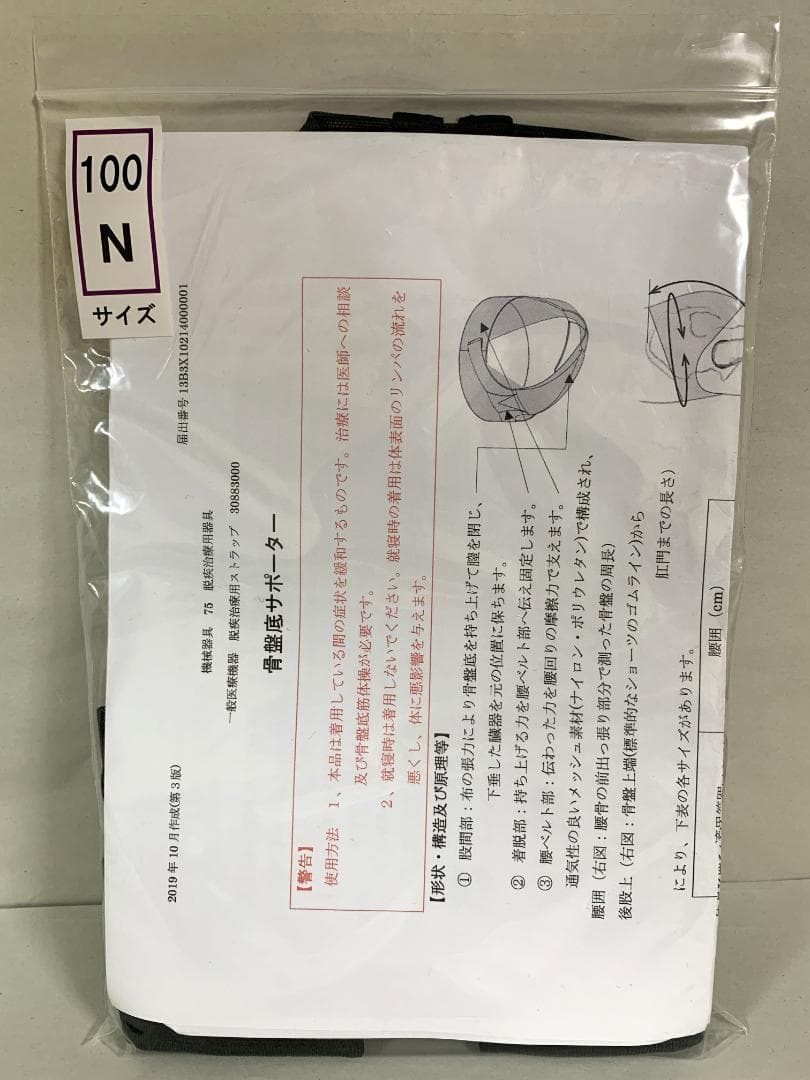 100
N
サイズ
2019年10月作成(第3版)
届出番号 13B3X10214000001
機械器具 75 脱疾治療用器具
一般医療機器 脱疾治療用ストラップ 30883000
骨盤底サポーター
【警告】
使用方法 1、本品は着用している間の症状を緩和するものです。治療には医師への相談
及び骨盤底筋体操が必要です。
2、就寝時は着用しないでください。就寝時の着用は体表面のリンパの流れを
悪くし、体に悪影響を与えます。
【形状・構造及び原理等】
① 股間部：布の張力により骨盤底を持ち上げて膣を閉じ、
下垂した臓器を元の位置に保ちます。
② 着脱部：持ち上げる力を腰ベルト部へ伝え固定します。
③ 腰ベルト部：伝わった力を腰回りの摩擦力で支えます。
通気性の良いメッシュ素材(ナイロン・ポリウレタン)で構成され、
腰囲（右図：腰骨の前出っ張り部分で測った骨盤の周長）
後股上（右図：骨盤上端(標準的なショーツのゴムライン)から
肛門までの長さ）
により、下表の各サイズがあります。
腰囲（cm）